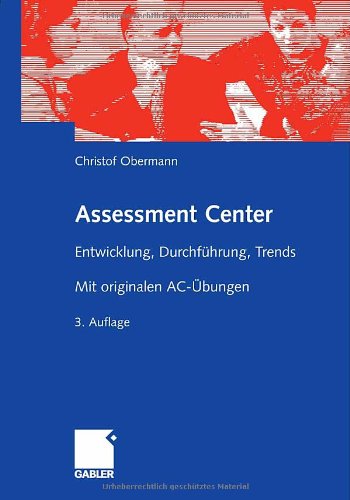 Christof Obermann
Assessment Center
Entwicklung, Durchführung, Trends
Mit originalen AC-Übungen
3. Auflage
GABLER
Urheberrechtlich geschütztes Material